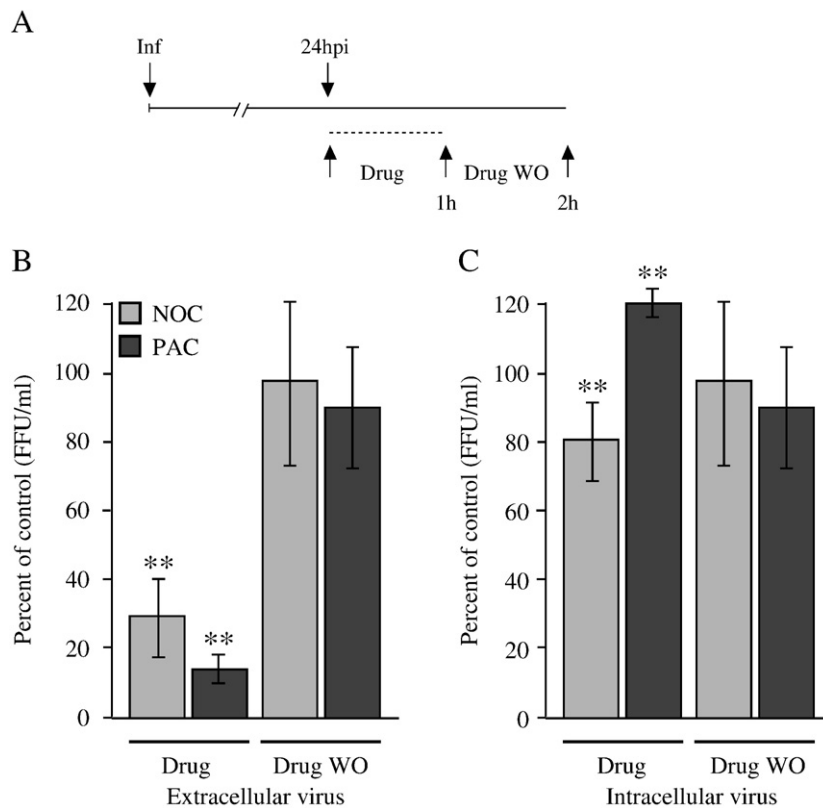 A
Inf 24hpi
Drug Drug WO
1h 2h
B
Percent of control (FFU/ml)
120
100
80
60
40
20
0
NOC
PAC
**
**
Drug Drug WO
Extracellular virus
C
Percent of control (FFU/ml)
120
100
80
60
40
20
0
**
**
Drug Drug WO
Intracellular virus